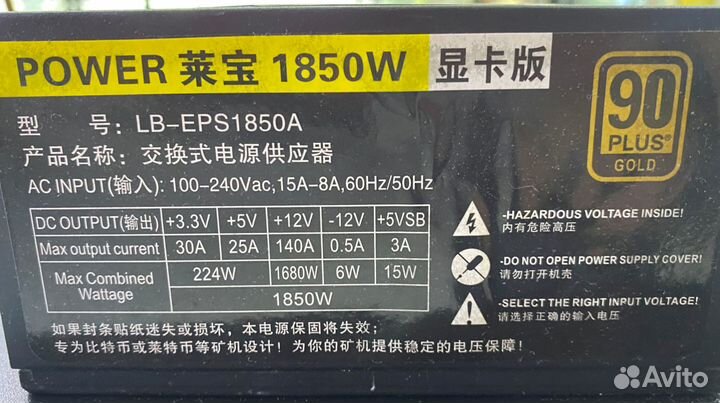 POWER 莱宝 1850W 显卡版
90
PLUS®
GOLD
型 号: LB-EPS1850A
产品名称: 交换式电源供应器
AC INPUT(输入): 100-240Vac,15A-8A,60Hz/50Hz
DC OUTPUT(输出) +3.3V +5V +12V -12V +5VSB
Max output current 30A 25A 140A 0.5A 3A
Max Combined Wattage 224W 1680W 6W 15W
1850W
-HAZARDOUS VOLTAGE INSIDE!
内有危险高压
-DO NOT OPEN POWER SUPPLY COVER!
请勿打开机壳
-SELECT THE RIGHT INPUT VOLTAGE!
请选择正确的输入电压
如果封条贴纸迷失或损坏，本电源保固将失效;
专为比特币或莱特币等矿机设计！为你的矿机提供稳定的电压保障！
Avito